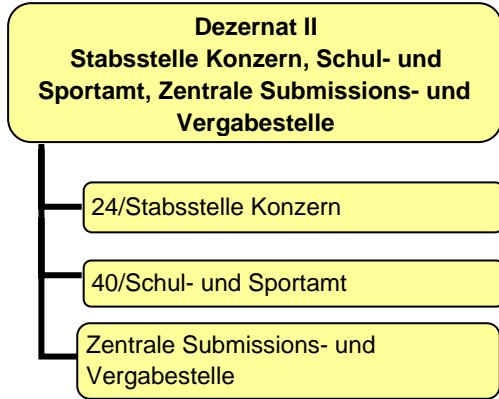 Dezernat II
Stabsstelle Konzern, Schul- und
Sportamt, Zentrale Submissions- und
Vergabestelle
24/Stabsstelle Konzern
40/Schul- und Sportamt
Zentrale Submissions- und
Vergabestelle